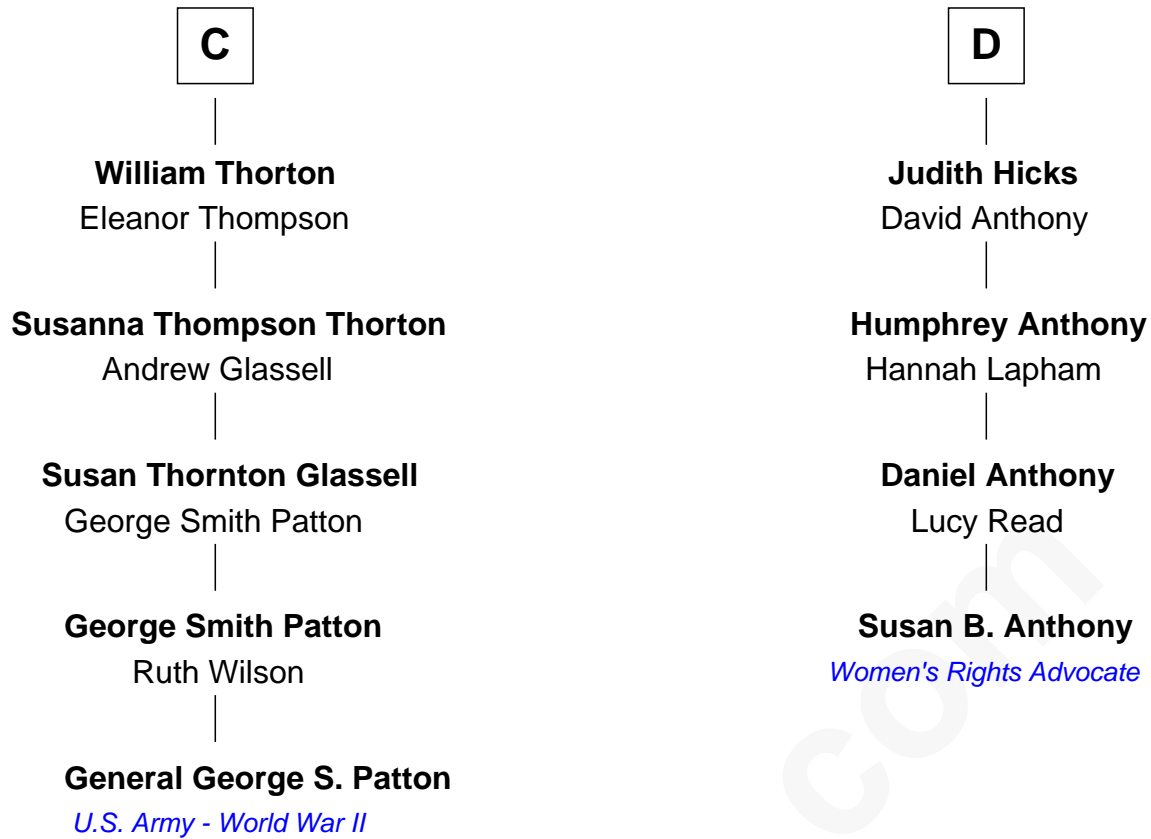 C
William Thorton
Eleanor Thompson
Susanna Thompson Thorton
Andrew Glassell
Susan Thornton Glassell
George Smith Patton
George Smith Patton
Ruth Wilson
General George S. Patton
U.S. Army - World War II
D
Judith Hicks
David Anthony
Humphrey Anthony
Hannah Lapham
Daniel Anthony
Lucy Read
Susan B. Anthony
Women's Rights Advocate
com